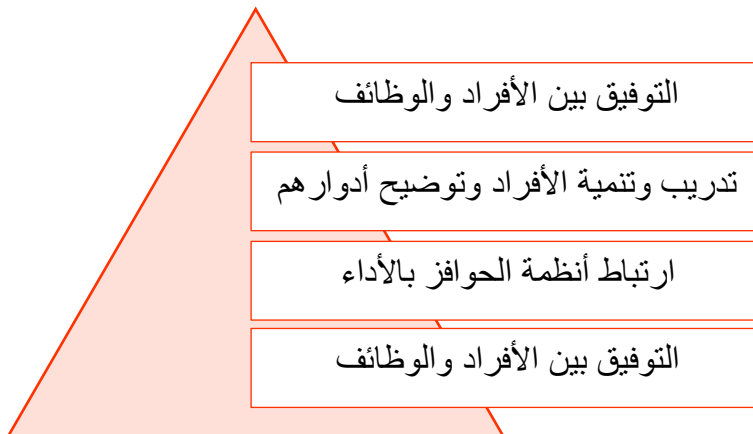 التوفيق بين الأفراد والوظائف
تدريب وتنمية الأفراد وتوضيح أدوارهم
ارتباط أنظمة الحوافز بالأداء
التوفيق بين الأفراد والوظائف